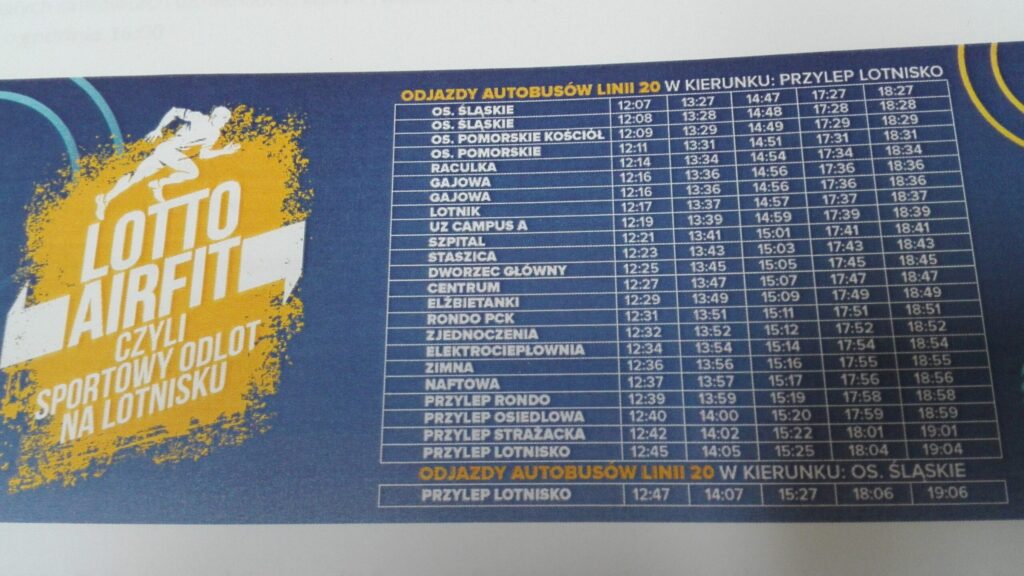 LOTTO
AIRFIT
CZYLI
SPORTOWY ODLOT
NA LOTNISKU
ODJAZDY AUTOBUSÓW LINII 20 W KIERUNKU: PRZYLEP LOTNISKO
OS. ŚLĄSKIE 12:07 13:27 14:47 17:27 18:27
OS. ŚLĄSKIE 12:08 13:28 14:48 17:28 18:28
OS. POMORSKIE KOŚCIÓŁ 12:09 13:29 14:49 17:29 18:29
OS. POMORSKIE 12:11 13:31 14:51 17:31 18:31
RACULKA 12:14 13:34 14:54 17:34 18:34
GAJOWA 12:16 13:36 14:56 17:36 18:36
GAJOWA 12:16 13:36 14:56 17:36 18:36
LOTNIK 12:17 13:37 14:57 17:37 18:37
UZ CAMPUS A 12:19 13:39 14:59 17:39 18:39
SZPITAL 12:21 13:41 15:01 17:41 18:41
STASZICA 12:23 13:43 15:03 17:43 18:43
DWORZEC GŁÓWNY 12:25 13:45 15:05 17:45 18:45
CENTRUM 12:27 13:47 15:07 17:47 18:47
ELŻBIETANKI 12:29 13:49 15:09 17:49 18:49
RONDO PCK 12:31 13:51 15:11 17:51 18:51
ZJEDNOCZENIA 12:32 13:52 15:12 17:52 18:52
ELEKTROCIEPŁOWNIA 12:34 13:54 15:14 17:54 18:54
ZIMNA 12:36 13:56 15:16 17:55 18:55
NAFTOWA 12:37 13:57 15:17 17:56 18:56
PRZYLEP RONDO 12:39 13:59 15:19 17:58 18:58
PRZYLEP OSIEDLOWA 12:40 14:00 15:20 17:59 18:59
PRZYLEP STRAŻACKA 12:42 14:02 15:22 18:01 19:01
PRZYLEP LOTNISKO 12:45 14:05 15:25 18:04 19:04
ODJAZDY AUTOBUSÓW LINII 20 W KIERUNKU: OS. ŚLĄSKIE
PRZYLEP LOTNISKO 12:47 14:07 15:27 18:06 19:06